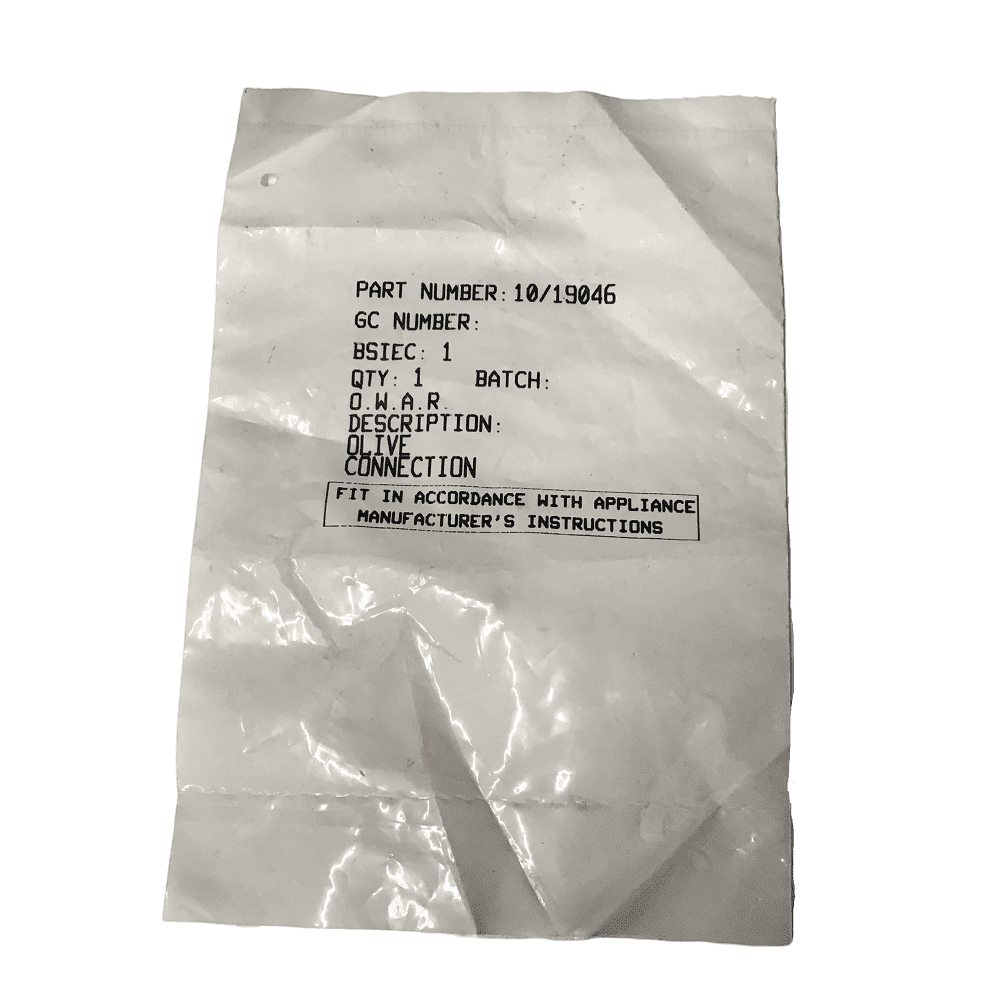 PART NUMBER: 10/19046
GC NUMBER:
BSIEC: 1
QTY: 1 BATCH:
O.W.A.R.
DESCRIPTION:
OLIVE
CONNECTION
FIT IN ACCORDANCE WITH APPLIANCE
MANUFACTURER'S INSTRUCTIONS